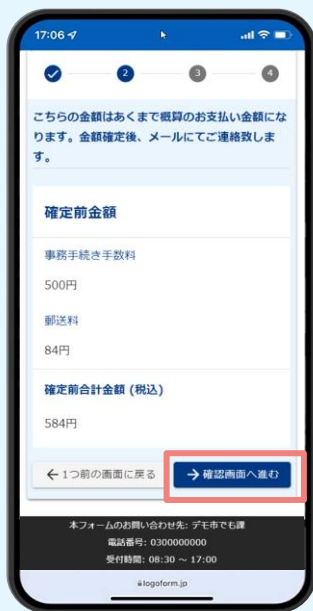 17:06
2
3
4
こちらの金額はあくまで概算のお支払い金額にな
ります。金額確定後、メールにてご連絡致しま
す。
確定前金額
事務手続き手数料
500円
郵送料
84円
確定前合計金額 (税込)
584円
← 1つ前の画面に戻る
→ 確認画面へ進む
本フォームのお問い合わせ先: デモ市でも課
電話番号: 0300000000
受付時間: 08:30 ～ 17:00
logoform.jp